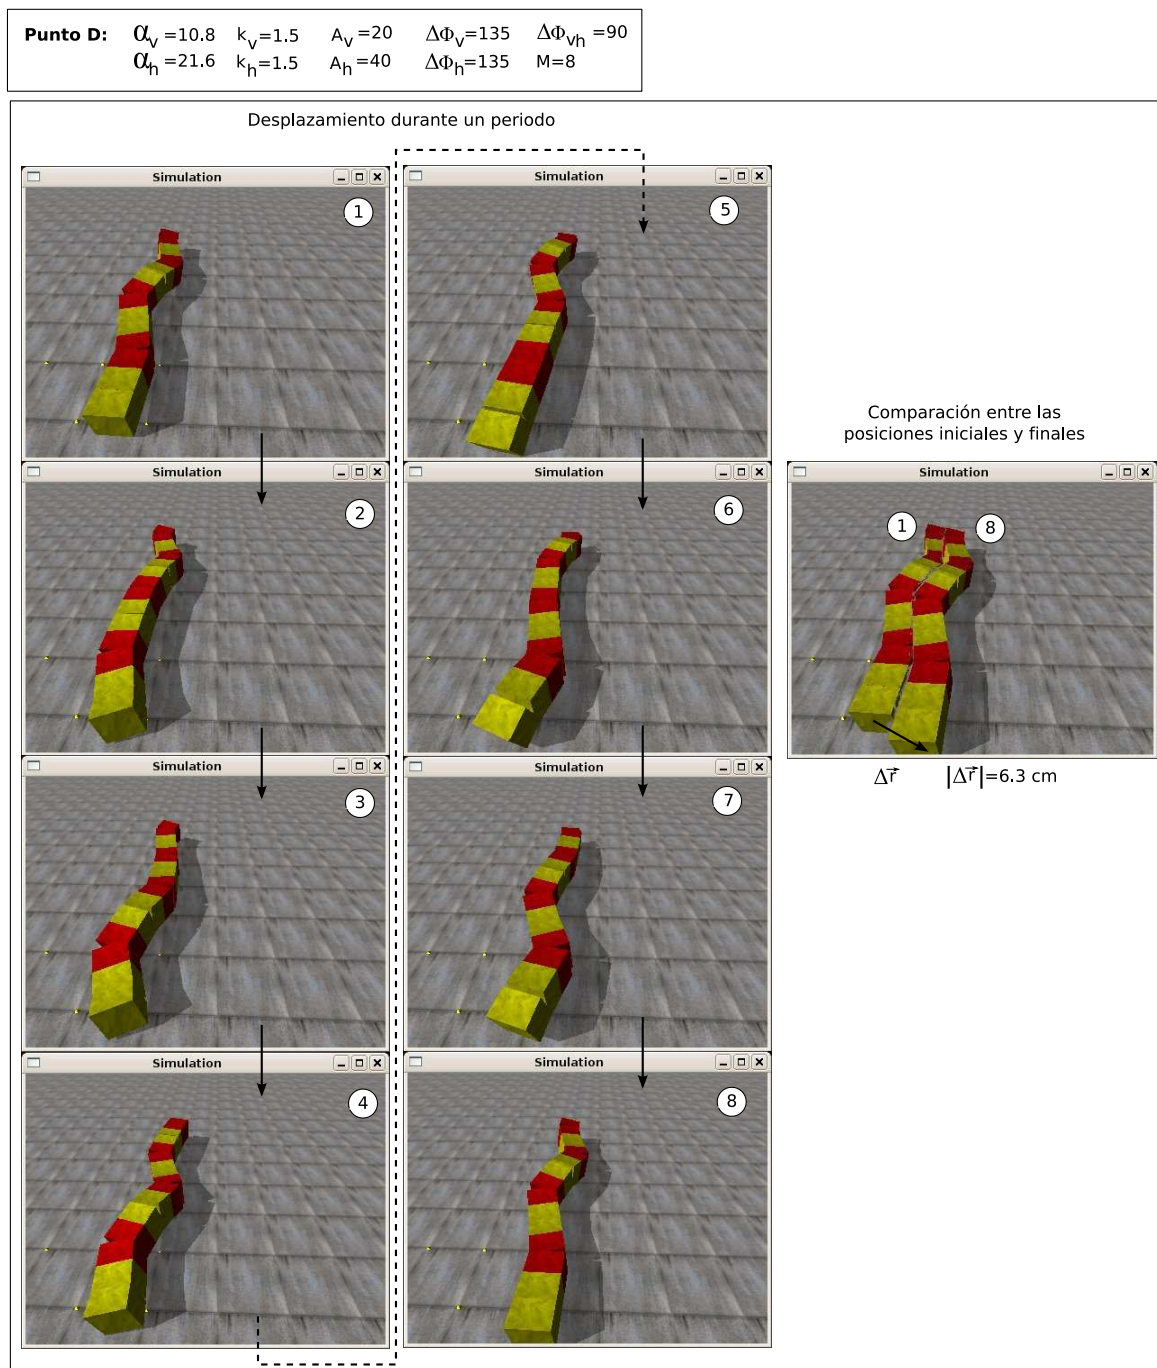 Punto D: αv=10.8 kv=1.5 Av=20 ΔΦv=135 ΔΦvh=90
αh=21.6 kh=1.5 Ah=40 ΔΦh=135 M=8
Desplazamiento durante un periodo
Simulation
1
Simulation
2
Simulation
3
Simulation
4
Simulation
5
Simulation
6
Simulation
7
Simulation
8
Comparación entre las
posiciones iniciales y finales
Simulation
1 8
Δr⃗ |Δr⃗|=6.3 cm